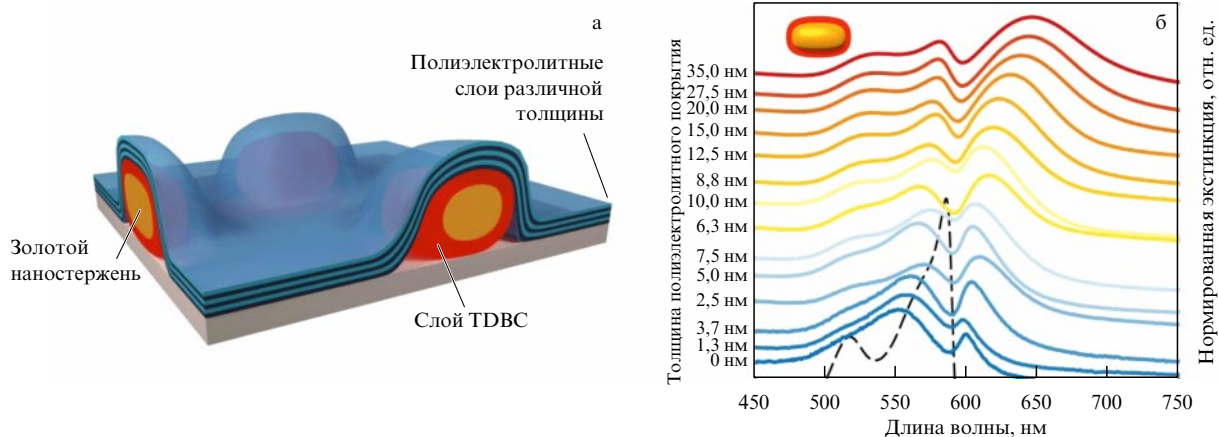 а
Полиэлектролитные
слои различной
толщины
Золотой
наностержень
Слой TDBC
б
Толщина полиэлектролитного покрытия
35,0 нм
27,5 нм
20,0 нм
15,0 нм
12,5 нм
8,8 нм
10,0 нм
6,3 нм
7,5 нм
5,0 нм
2,5 нм
3,7 нм
1,3 нм
0 нм
450 500 550 600 650 700 750
Длина волны, нм
Нормированная экстинкция, отн. ед.